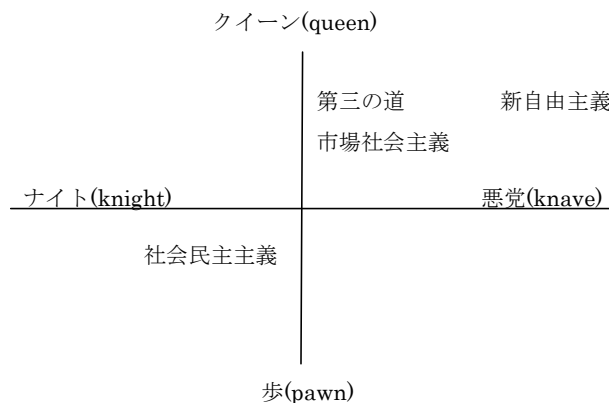 クイーン(queen)
第三の道 新自由主義
市場社会主義
ナイト(knight) 悪党(knave)
社会民主主義
歩(pawn)